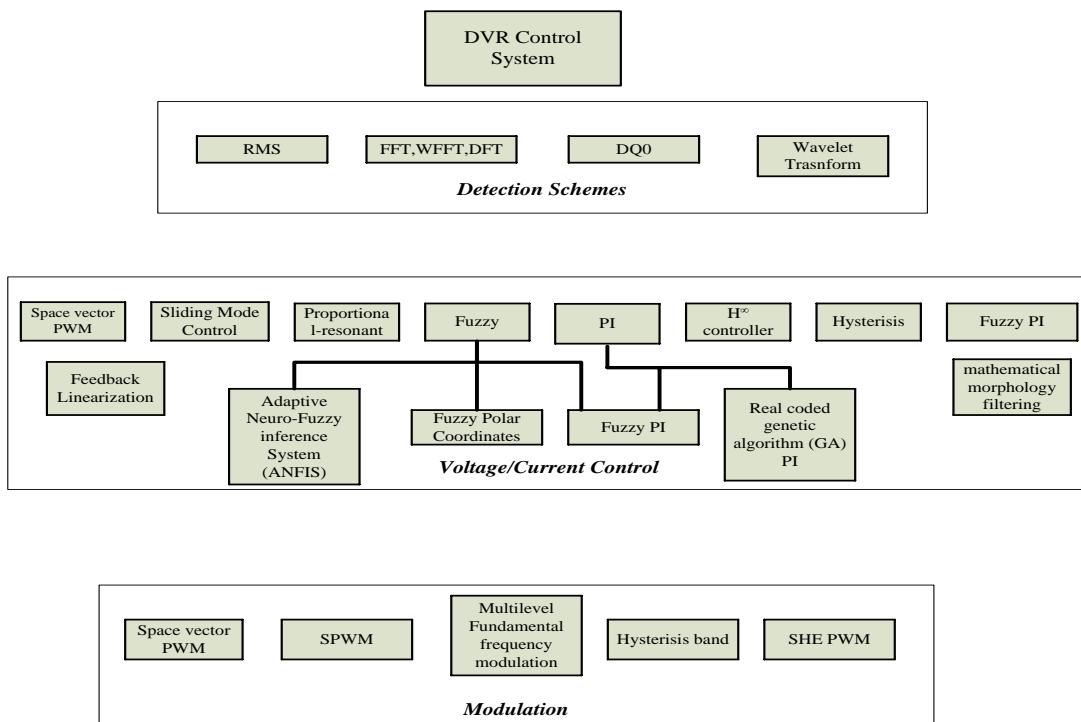 DVR Control
System
RMS
FFT,WFFT,DFT
DQ0
Wavelet
Trasnform
Detection Schemes
Space vector
PWM
Sliding Mode
Control
Proportiona
l-resonant
Fuzzy
PI
H∞
controller
Hysterisis
Fuzzy PI
Feedback
Linearization
mathematical
morphology
filtering
Adaptive
Neuro-Fuzzy
inference
System
(ANFIS)
Fuzzy Polar
Coordinates
Fuzzy PI
Real coded
genetic
algorithm (GA)
PI
Voltage/Current Control
Space vector
PWM
SPWM
Multilevel
Fundamental
frequency
modulation
Hysterisis band
SHE PWM
Modulation